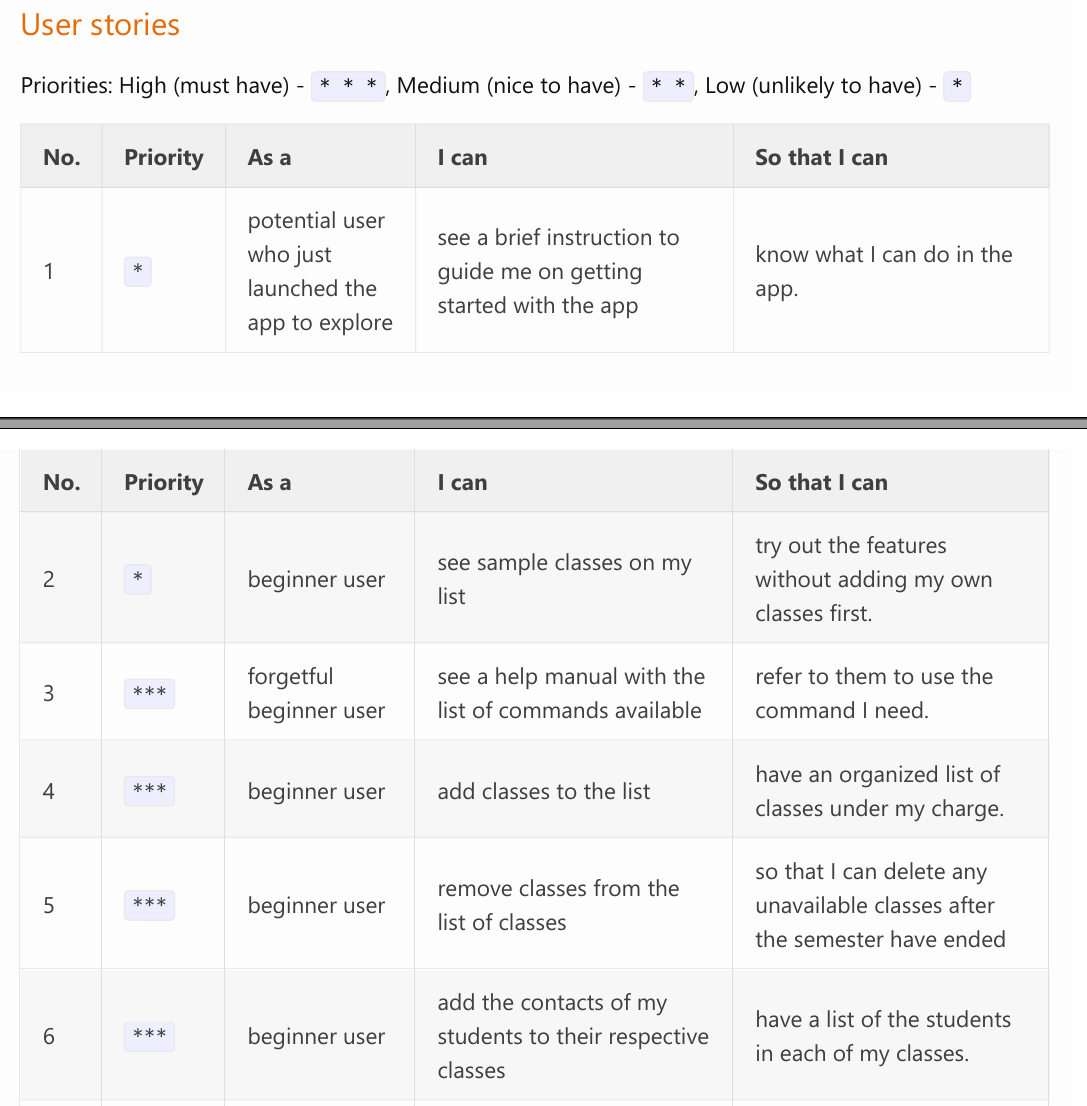 User stories
Priorities: High (must have) - * * *, Medium (nice to have) - * *, Low (unlikely to have) - *
No. Priority As a I can So that I can
1 * potential user who just launched the app to explore see a brief instruction to guide me on getting started with the app know what I can do in the app.
No. Priority As a I can So that I can
2 * beginner user see sample classes on my list try out the features without adding my own classes first.
3 *** forgetful beginner user see a help manual with the list of commands available refer to them to use the command I need.
4 *** beginner user add classes to the list have an organized list of classes under my charge.
5 *** beginner user remove classes from the list of classes so that I can delete any unavailable classes after the semester have ended
6 *** beginner user add the contacts of my students to their respective classes have a list of the students in each of my classes.